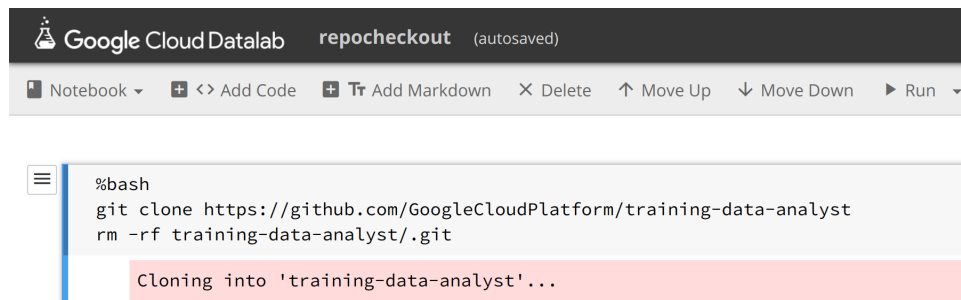 Google Cloud Datalab repocheckout (autosaved)
Notebook <> Add Code Tт Add Markdown Delete Move Up Move Down Run
%bash
git clone https://github.com/GoogleCloudPlatform/training-data-analyst
rm -rf training-data-analyst/.git
Cloning into 'training-data-analyst'...